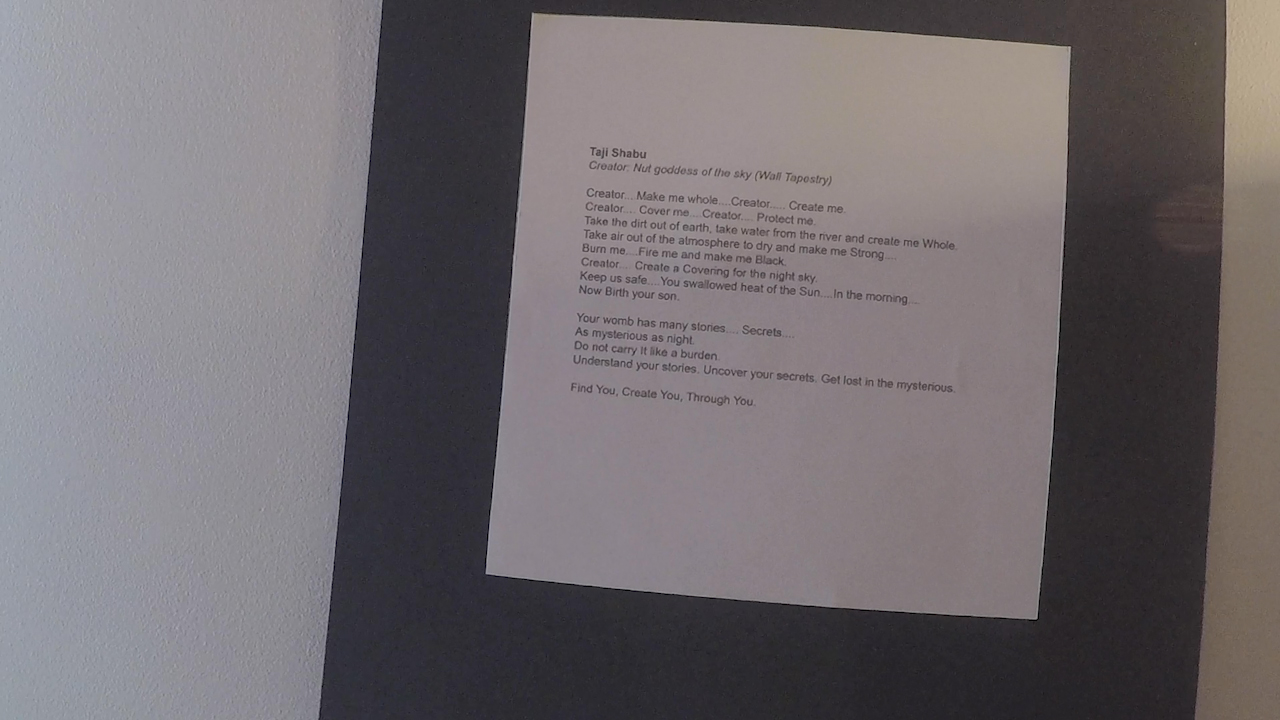 Taji Shabu
Creator: Nut goddess of the sky (Wall Tapestry)
Creator... Make me whole....Creator..... Create me.
Creator.... Cover me....Creator.... Protect me.
Take the dirt out of earth, take water from the river and create me Whole.
Take air out of the atmosphere to dry and make me Strong....
Burn me....Fire me and make me Black.
Creator.... Create a Covering for the night sky.
Keep us safe....You swallowed heat of the Sun....In the morning....
Now Birth your son.
Your womb has many stories.... Secrets....
As mysterious as night.
Do not carry it like a burden.
Understand your stories. Uncover your secrets. Get lost in the mysterious.
Find You, Create You, Through You.